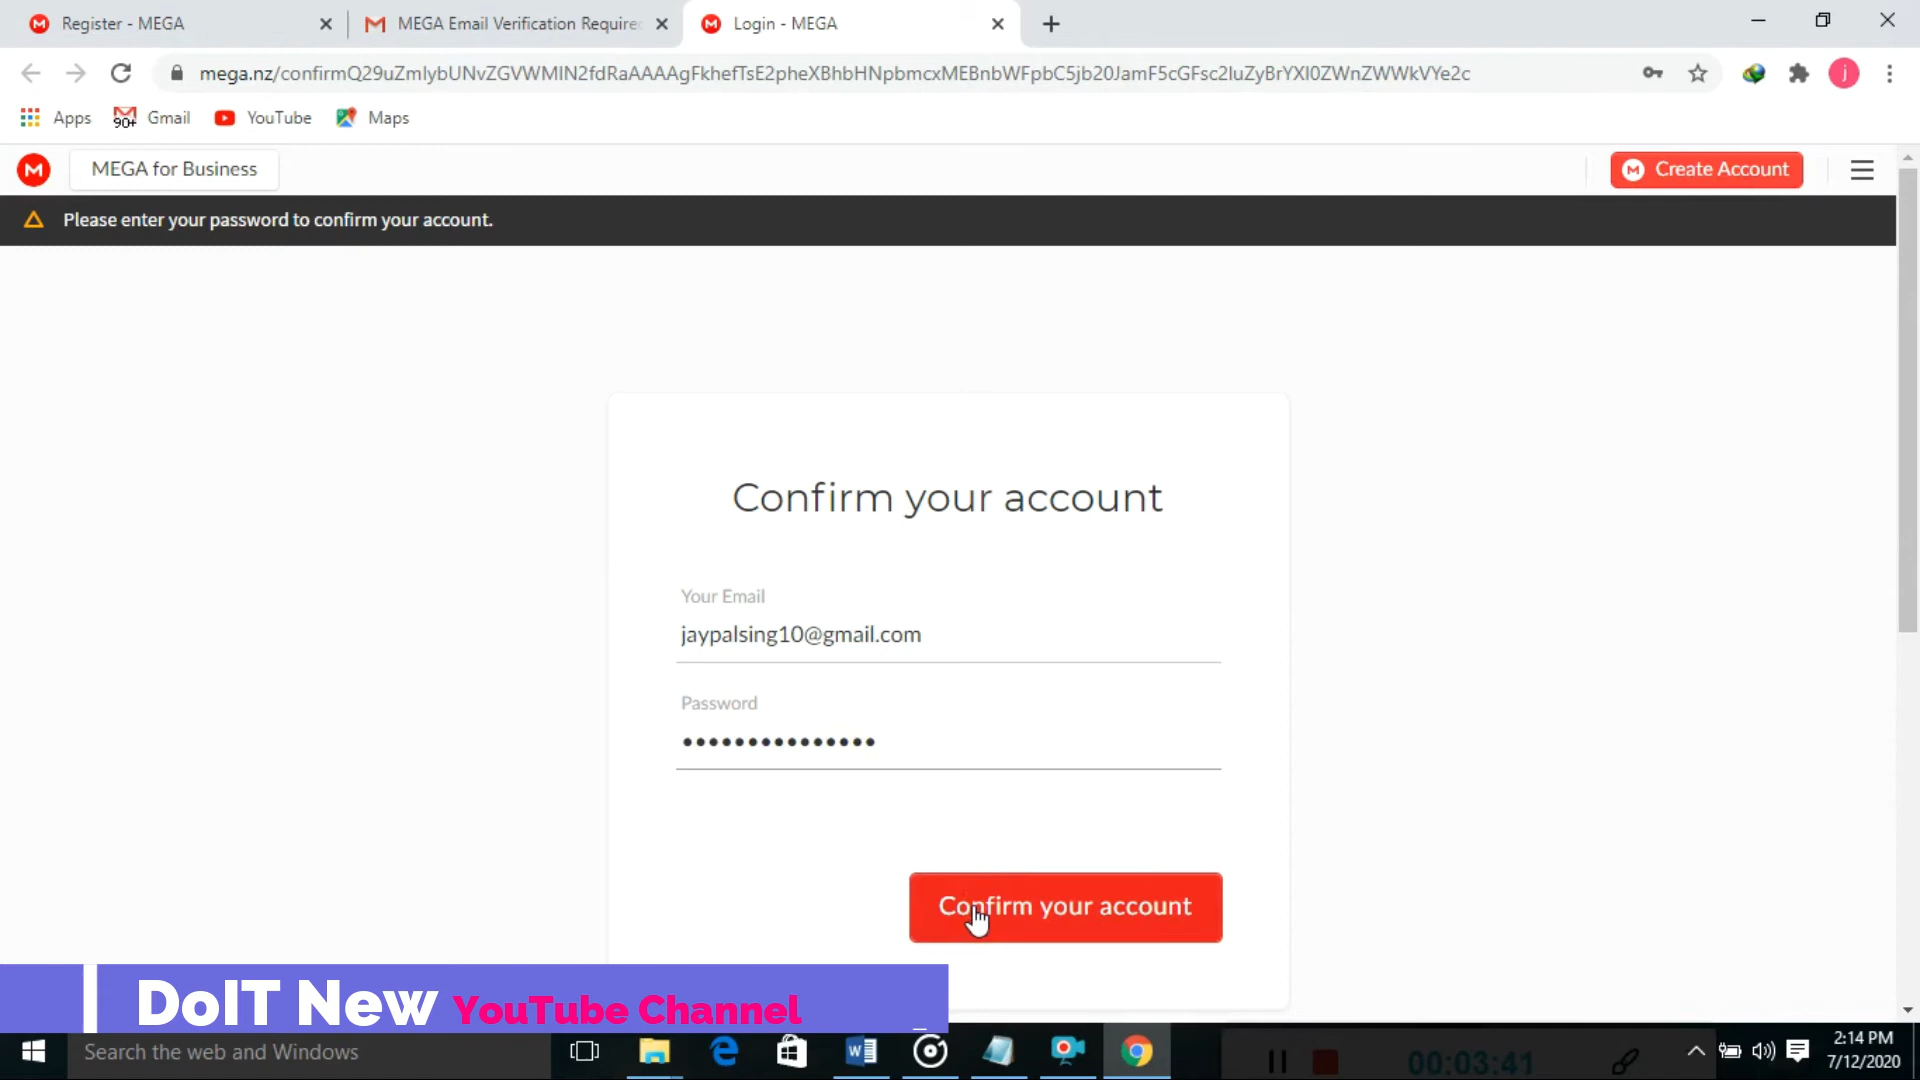 Register - MEGA
MEGA Email Verification Require
Login - MEGA
mega.nz/
Apps
90+
Gmail
YouTube
Maps
j
M
MEGA for Business
Create Account
Please enter your password to confirm your account.
Confirm your account
Your Email
jaypalsing10@gmail.com
Password
Confirm your account
DoIT New YouTube Channel
Search the web and Windows
00:03:41
2:14 PM
7/12/2020